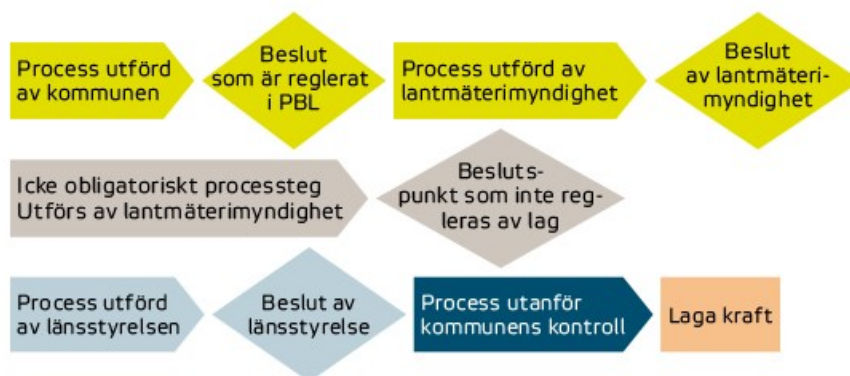 Process utförd
av kommunen
Beslut
som är reglerat
i PBL
Process utförd av
lantmäterimyndighet
Beslut
av lantmäteri-
myndighet
Icke obligatoriskt processteg
Utförs av lantmäterimyndighet
Besluts-
punkt som inte reg-
leras av lag
Process utförd
av länsstyrelsen
Beslut av
länsstyrelse
Process utanför
kommunens kontroll
Laga kraft